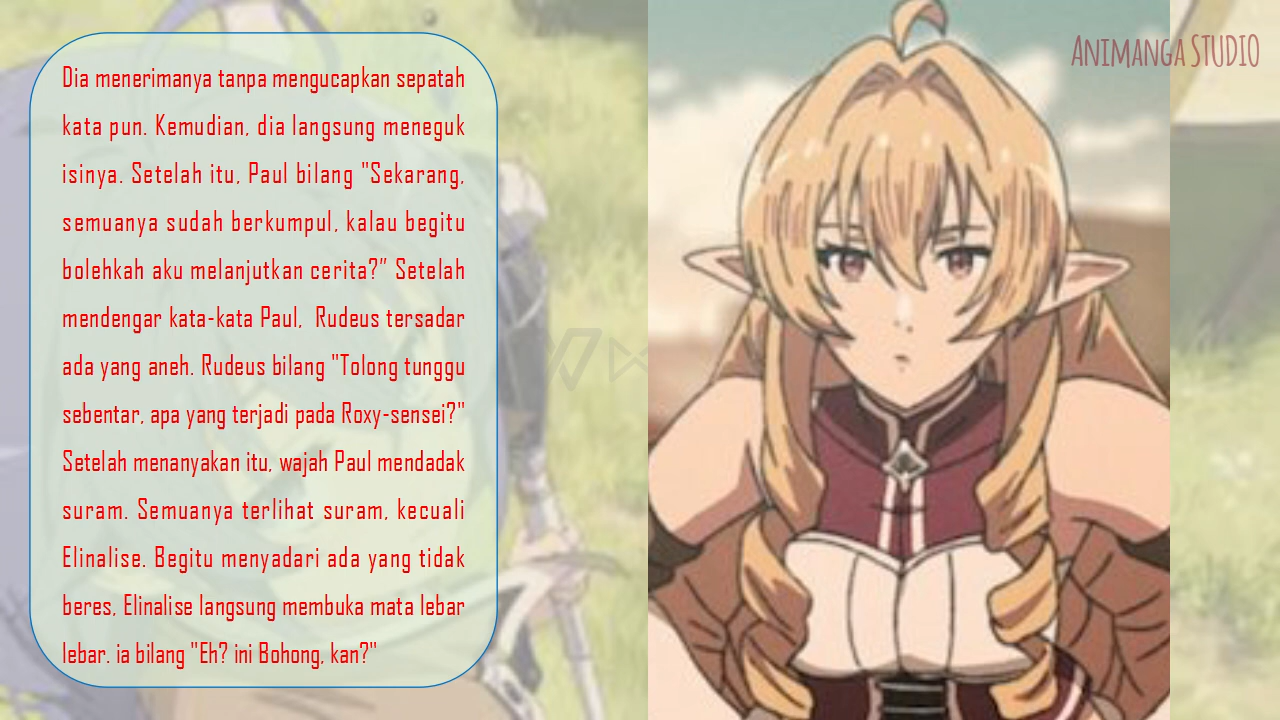 Dia menerimanya tanpa mengucapkan sepatah
kata pun. Kemudian, dia langsung meneguk
isinya. Setelah itu, Paul bilang "Sekarang,
semuanya sudah berkumpul, kalau begitu
bolehkah aku melanjutkan cerita?” Setelah
mendengar kata-kata Paul,  Rudeus tersadar
ada yang aneh. Rudeus bilang "Tolong tunggu
sebentar, apa yang terjadi pada Roxy-sensei?"
Setelah menanyakan itu, wajah Paul mendadak
suram. Semuanya terlihat suram, kecuali
Elinalise. Begitu menyadari ada yang tidak
beres, Elinalise langsung membuka mata lebar
lebar. ia bilang "Eh? ini Bohong, kan?"
Animanga STUDIO